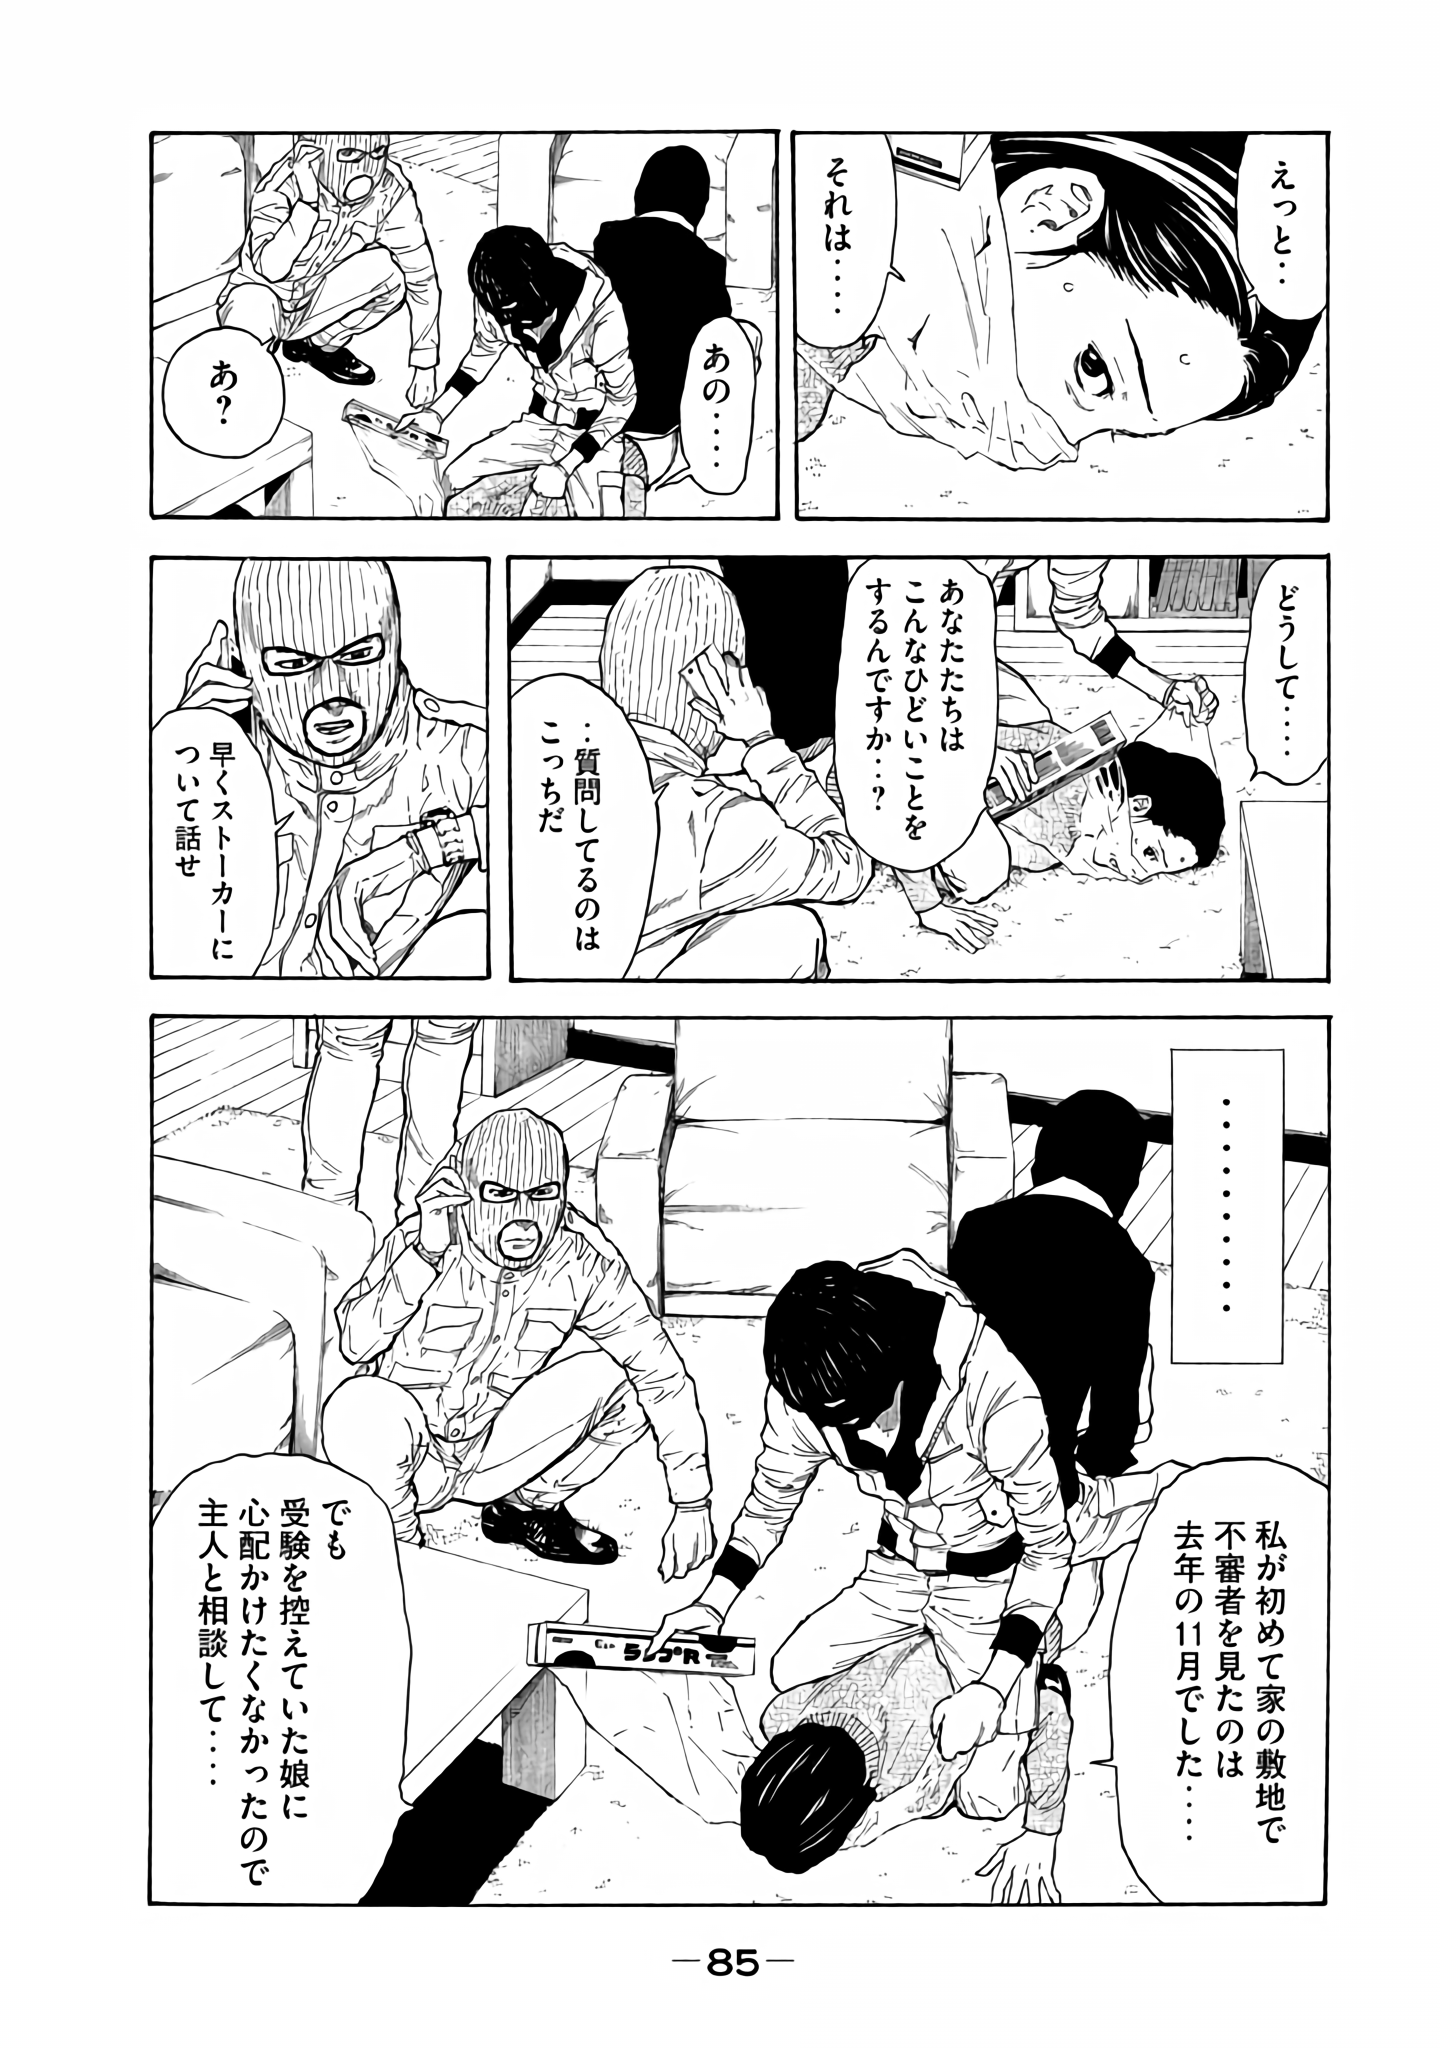 えっと‥
それは‥‥
あの‥‥
あ？
どうして‥‥
あなたたちは
こんなひどいことを
するんですか‥‥？
‥質問してるのは
こっちだ
早くストーカーに
ついて話せ
‥‥‥‥‥
私が初めて家の敷地で
不審者を見たのは
去年の11月でした‥‥
でも
受験を控えていた娘に
心配かけたくなかったので
主人と相談して‥‥
―85―